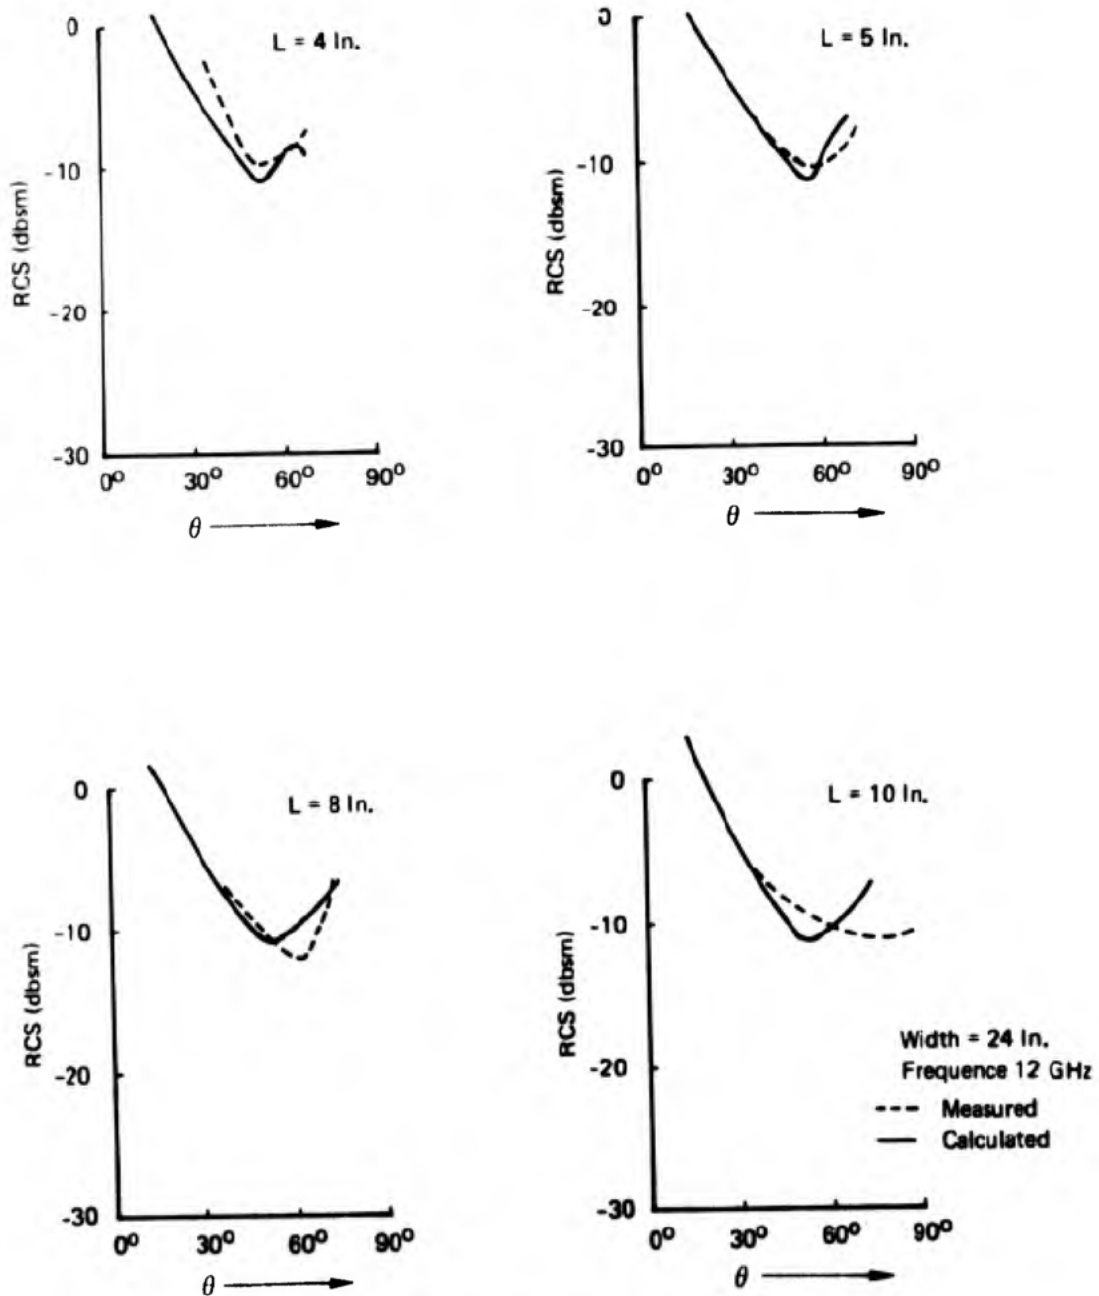 L = 4 In.
0
-10
-20
-30
RCS (dbsm)
0° 30° 60° 90°
θ
L = 5 In.
0
-10
-20
-30
RCS (dbsm)
0° 30° 60° 90°
θ
L = 8 In.
0
-10
-20
-30
RCS (dbsm)
0° 30° 60° 90°
θ
L = 10 In.
0
-10
-20
-30
RCS (dbsm)
0° 30° 60° 90°
θ
Width = 24 In.
Frequence 12 GHz
Measured
Calculated